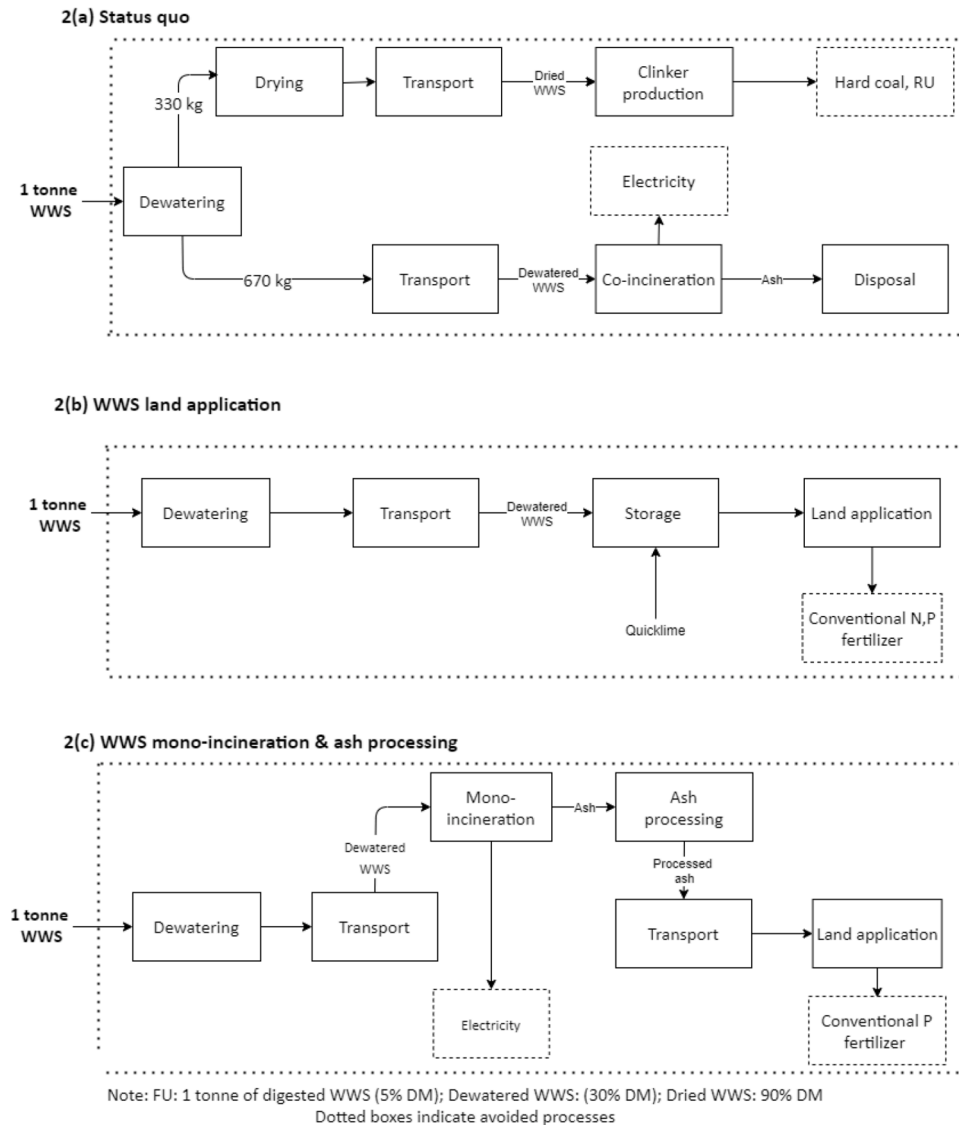 2(a) Status quo
Drying
Transport
Dried
WWS
Clinker
production
Hard coal, RU
330 kg
1 tonne
WWS
Dewatering
Electricity
670 kg
Transport
Dewatered
WWS
Co-incineration
Ash
Disposal
2(b) WWS land application
1 tonne
WWS
Dewatering
Transport
Dewatered
WWS
Storage
Land application
Quicklime
Conventional N,P
fertilizer
2(c) WWS mono-incineration & ash processing
Mono-
incineration
Ash
Ash
processing
Dewatered
WWS
Processed
ash
1 tonne
WWS
Dewatering
Transport
Transport
Land application
Electricity
Conventional P
fertilizer
Note: FU: 1 tonne of digested WWS (5% DM); Dewatered WWS: (30% DM); Dried WWS: 90% DM
Dotted boxes indicate avoided processes